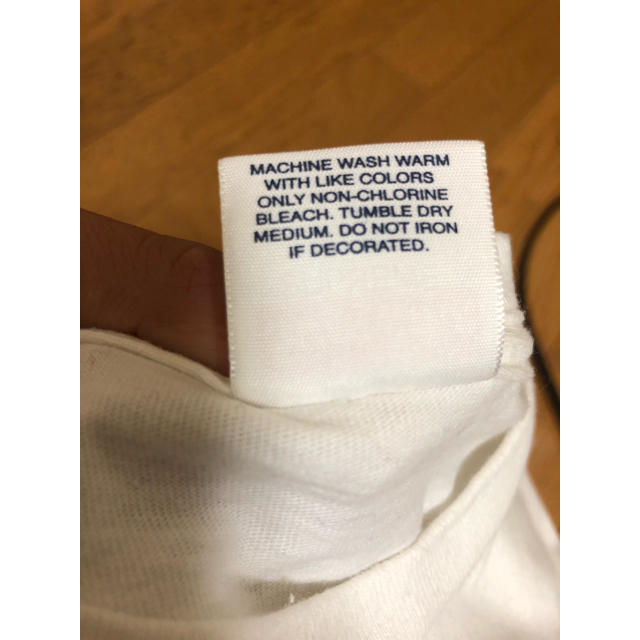 MACHINE WASH WARM
WITH LIKE COLORS
ONLY NON-CHLORINE
BLEACH. TUMBLE DRY
MEDIUM. DO NOT IRON
IF DECORATED.